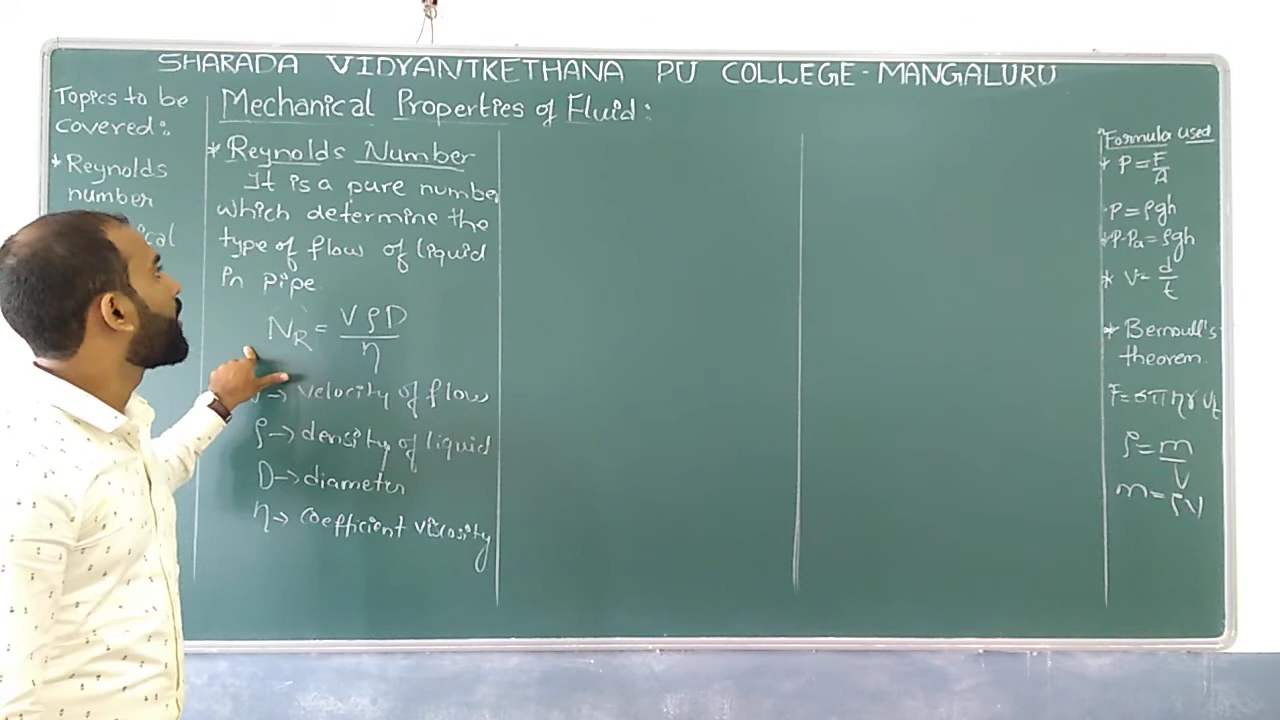 SHARADA VIDYANIKETHANA PU COLLEGE - MANGALURU
Topics to be
covered:
* Reynolds
number
Mechanical Properties of Fluid:
* Reynolds Number
It is a pure number
which determine the
type of flow of liquid
in pipe
N_R = VρD/η
→ velocity of flow
ρ → density of liquid
D → diameter
η → coefficient viscosity
Formula used
* P = F/A
P = ρgh
P-Pa = ρgh
* V = d/t
* Bernoull's
theorem.
F = 6πηrVt
ρ = m/V
m = ρV